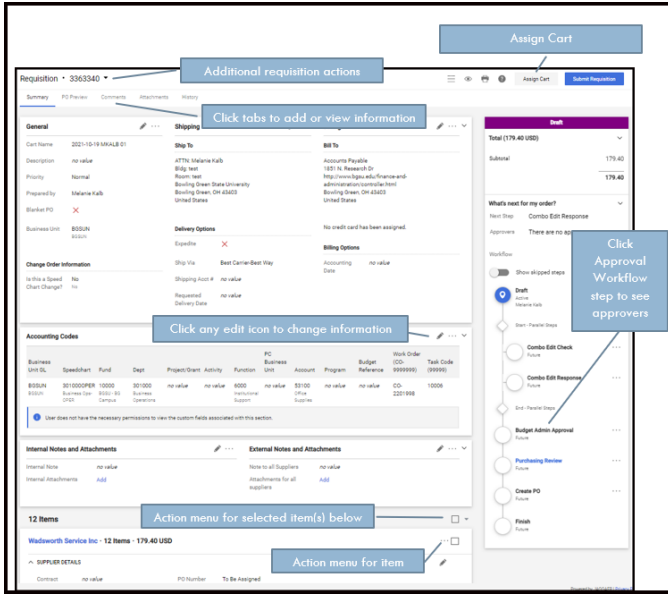 Assign Cart
Requisition • 3363340
Additional requisition actions
Assign Cart
Submit Requisition
Summary PO Preview Comments Attachments History
Click tabs to add or view information
General
Shipping
Draft
Cart Name 2021-10-19 MKALB 01
Description no value
Priority Normal
Prepared by Melanie Kalb
Blanket PO
Business Unit BGSUN
BGSUN
Change Order Information
Is this a Speed Chart Change? No
No
Ship To
ATTN: Melanie Kalb
Bldg: test
Room: test
Bowling Green State University
Bowling Green, OH 43403
United States
Delivery Options
Expedite
Ship Via Best Carrier-Best Way
Shipping Acct # no value
Requested Delivery Date no value
Bill To
Accounts Payable
1851 N. Research Dr
http://www.bgsu.edu/finance-and-
administration/controller.html
Bowling Green, OH 43403
United States
No credit card has been assigned.
Billing Options
Accounting Date no value
Total (179.40 USD)
Subtotal 179.40
179.40
What's next for my order?
Next Step Combo Edit Response
Approvers There are no
Click
Approval
Workflow
step to see
approvers
Workflow
Show skipped steps
Draft
Active
Melanie Kalb
Start - Parallel Steps
Combo Edit Check
Future
Combo Edit Response
Future
End - Parallel Steps
Budget Admin Approval
Future
Purchasing Review
Future
Create PO
Future
Finish
Future
Click any edit icon to change information
Accounting Codes
Business Unit GL Speedchart Fund Dept Project/Grant Activity Function PC Business Unit Account Program Budget Reference Work Order (CO-9999999) Task Code (99999)
BGSUN 301000OPER 10000 301000 no value no value 6000 no value 53100 no value no value CO-2201898 10006
BGSUN Business Ope-OPER BGSU - BG Campus Business Operations Institutional Support Office Supplies
User does not have the necessary permissions to view the custom fields associated with this section.
Internal Notes and Attachments
Internal Note no value
Internal Attachments Add
External Notes and Attachments
Note to all Suppliers no value
Attachments for all suppliers Add
12 Items
Action menu for selected item(s) below
Wadsworth Service Inc • 12 Items • 179.40 USD
Action menu for item
SUPPLIER DETAILS
Contract no value
PO Number To Be Assigned